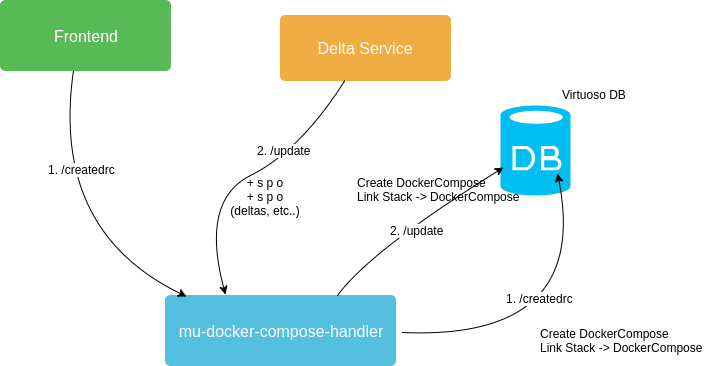 Frontend
Delta Service
Virtuoso DB
DB
1. /createdrc
2. /update
+ s p o
+ s p o
(deltas, etc..)
Create DockerCompose
Link Stack -> DockerCompose
2. /update
1. /createdrc
mu-docker-compose-handler
Create DockerCompose
Link Stack -> DockerCompose